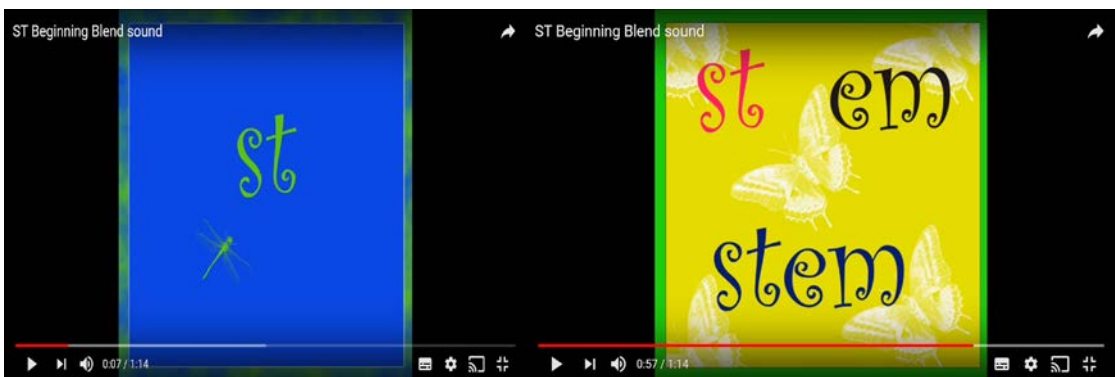 ST Beginning Blend sound
st
0:07 / 1:14
ST Beginning Blend sound
st em
stem
0:57 / 1:14